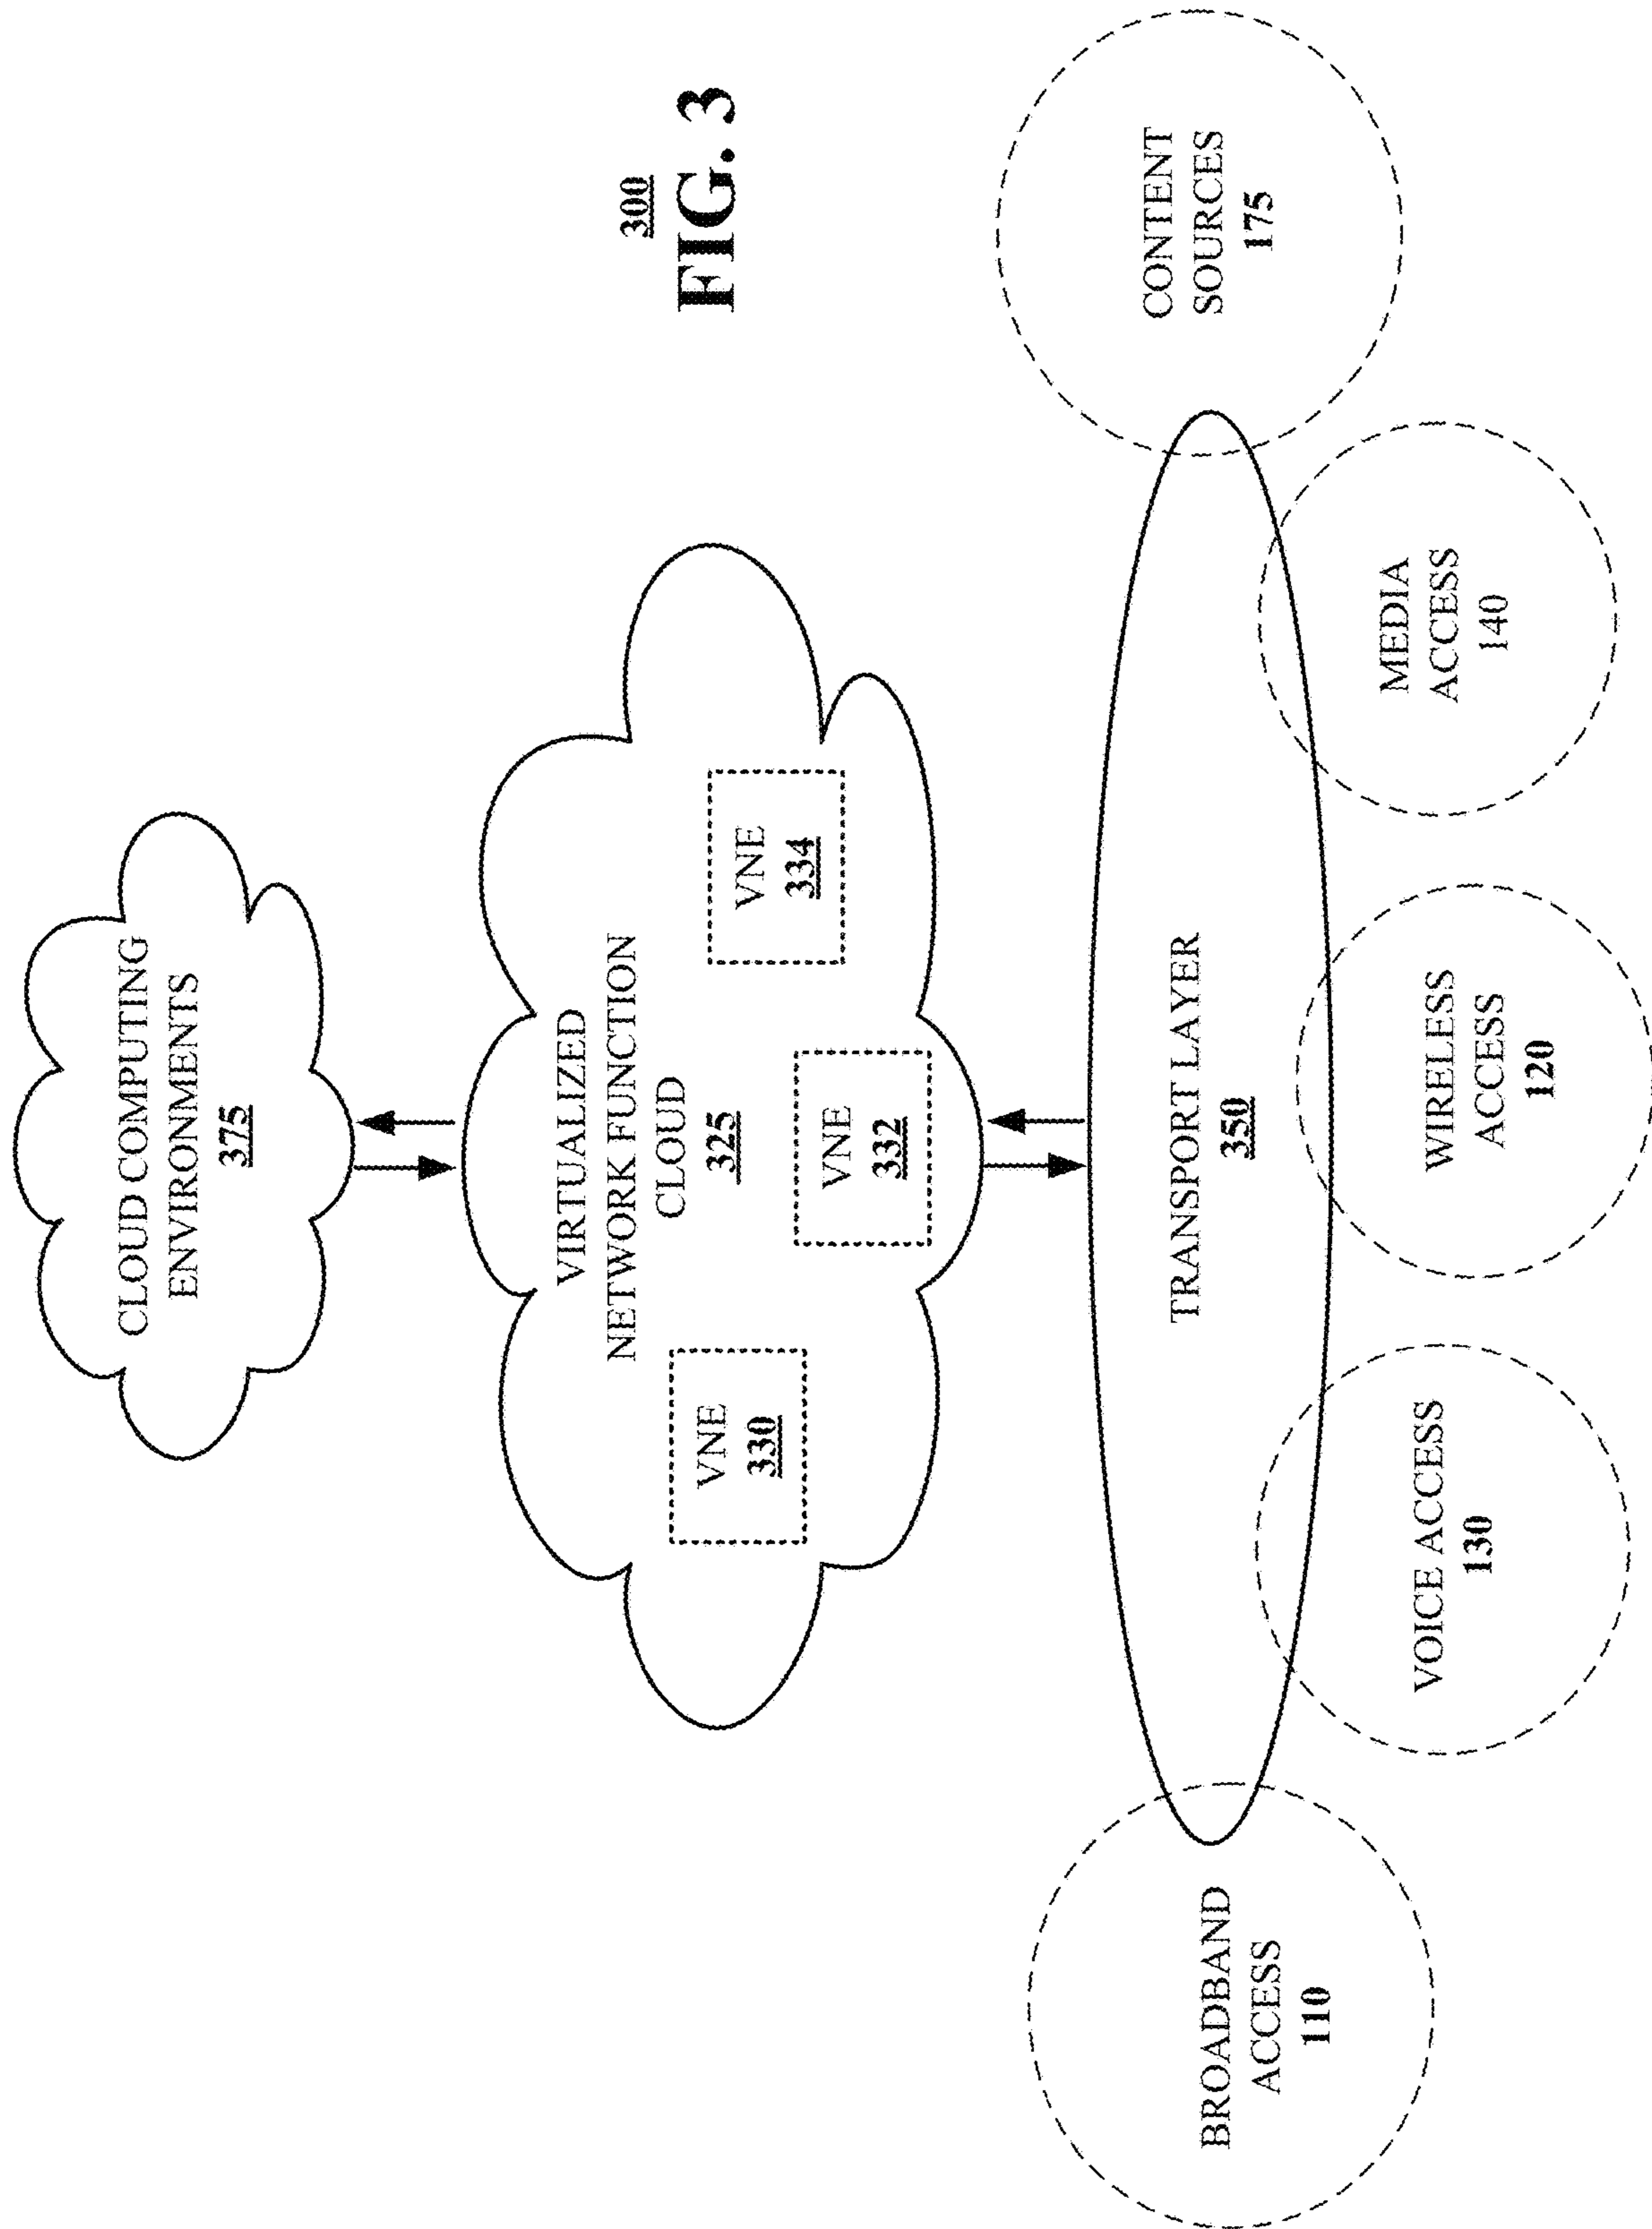 CLOUD COMPUTING
ENVIRONMENTS
375
VIRTUALIZED
NETWORK FUNCTION
CLOUD
325
VNE
330
VNE
332
VNE
334
300
FIG. 3
TRANSPORT LAYER
350
BROADBAND
ACCESS
110
VOICE ACCESS
130
WIRELESS
ACCESS
120
MEDIA
ACCESS
140
CONTENT
SOURCES
175